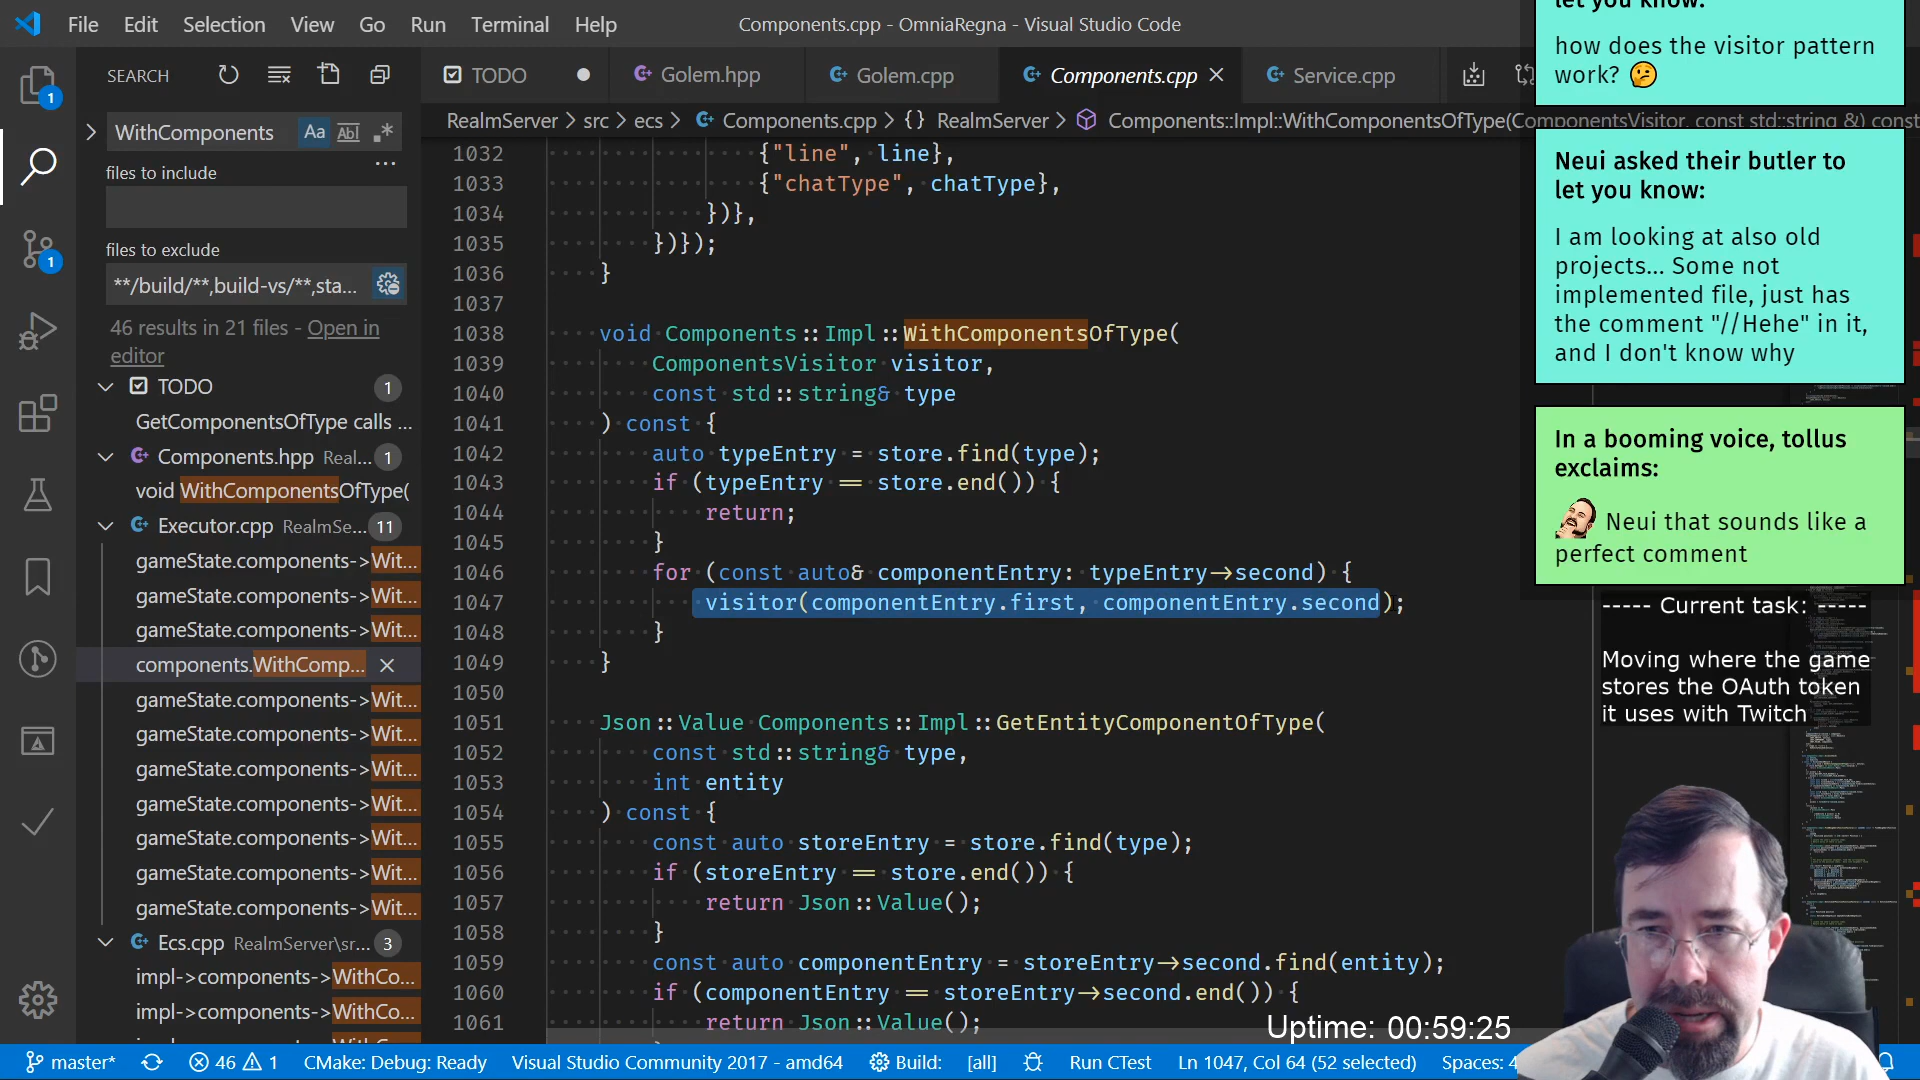 File Edit Selection View Go Run Terminal Help
Components.cpp - OmniaRegna - Visual Studio Code
SEARCH
TODO
Golem.hpp
Golem.cpp
Components.cpp
Service.cpp
WithComponents
Aa
Abl
files to include
files to exclude
**/build/**,build-vs/**,sta...
46 results in 21 files - Open in
editor
TODO 1
GetComponentsOfType calls ...
Components.hpp Real... 1
void WithComponentsOfType(
Executor.cpp RealmSe... 11
gameState.components->Wit...
gameState.components->Wit...
gameState.components->Wit...
components.WithComp...
gameState.components->Wit...
gameState.components->Wit...
gameState.components->Wit...
gameState.components->Wit...
gameState.components->Wit...
gameState.components->Wit...
gameState.components->Wit...
Ecs.cpp RealmServer\sr... 3
impl->components->WithCo...
impl->components->WithCo...
RealmServer > src > ecs > Components.cpp > {} RealmServer > Components::Impl::WithComponentsOfType(ComponentsVisitor, const std::string &) const
1032 {"line", line},
1033 {"chatType", chatType},
1034 })},
1035 })});
1036 }
1037
1038 void Components::Impl::WithComponentsOfType(
1039 ComponentsVisitor visitor,
1040 const std::string& type
1041 ) const {
1042 auto typeEntry = store.find(type);
1043 if (typeEntry == store.end()) {
1044 return;
1045 }
1046 for (const auto& componentEntry: typeEntry->second) {
1047 visitor(componentEntry.first, componentEntry.second);
1048 }
1049 }
1050
1051 Json::Value Components::Impl::GetEntityComponentOfType(
1052 const std::string& type,
1053 int entity
1054 ) const {
1055 const auto storeEntry = store.find(type);
1056 if (storeEntry == store.end()) {
1057 return Json::Value();
1058 }
1059 const auto componentEntry = storeEntry->second.find(entity);
1060 if (componentEntry == storeEntry->second.end()) {
1061 return Json::Value();
let you know:
how does the visitor pattern
work? 🤔
Neui asked their butler to
let you know:
I am looking at also old
projects... Some not
implemented file, just has
the comment "//Hehe" in it,
and I don't know why
In a booming voice, tollus
exclaims:
Neui that sounds like a
perfect comment
----- Current task: -----
Moving where the game
stores the OAuth token
it uses with Twitch
Uptime: 00:59:25
1
1
master*
46
1
CMake: Debug: Ready
Visual Studio Community 2017 - amd64
Build:
[all]
Run CTest
Ln 1047, Col 64 (52 selected)
Spaces: 4